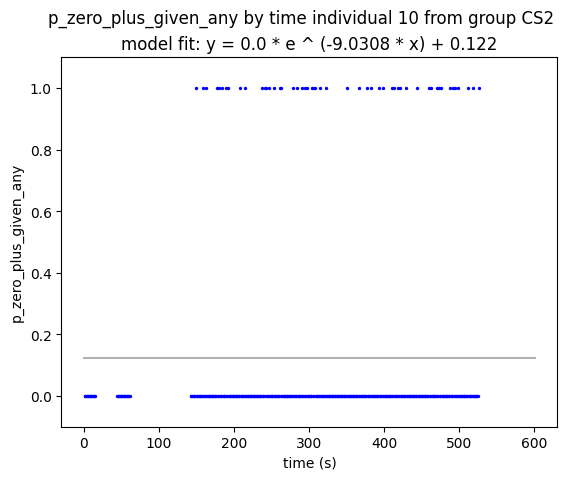 p_zero_plus_given_any by time individual 10 from group CS2
model fit: y = 0.0 * e ^ (-9.0308 * x) + 0.122
1.0
0.8
0.6
0.4
0.2
0.0
p_zero_plus_given_any
0 100 200 300 400 500 600
time (s)